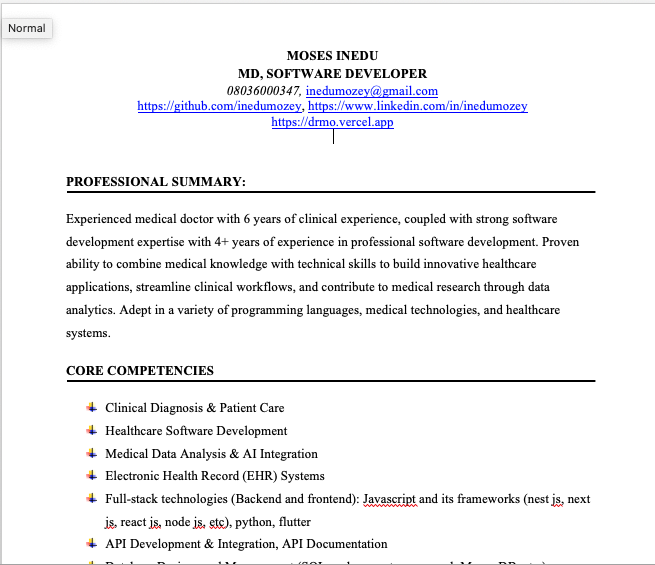 Normal
MOSES INEDU
MD, SOFTWARE DEVELOPER
08036000347, inedumozey@gmail.com
https://github.com/inedumozey, https://www.linkedin.com/in/inedumozey
https://drmo.vercel.app
PROFESSIONAL SUMMARY:
Experienced medical doctor with 6 years of clinical experience, coupled with strong software
development expertise with 4+ years of experience in professional software development. Proven
ability to combine medical knowledge with technical skills to build innovative healthcare
applications, streamline clinical workflows, and contribute to medical research through data
analytics. Adept in a variety of programming languages, medical technologies, and healthcare
systems.
CORE COMPETENCIES
Clinical Diagnosis & Patient Care
Healthcare Software Development
Medical Data Analysis & AI Integration
Electronic Health Record (EHR) Systems
Full-stack technologies (Backend and frontend): Javascript and its frameworks (nest js, next
js, react js, node js, etc), python, flutter
API Development & Integration, API Documentation